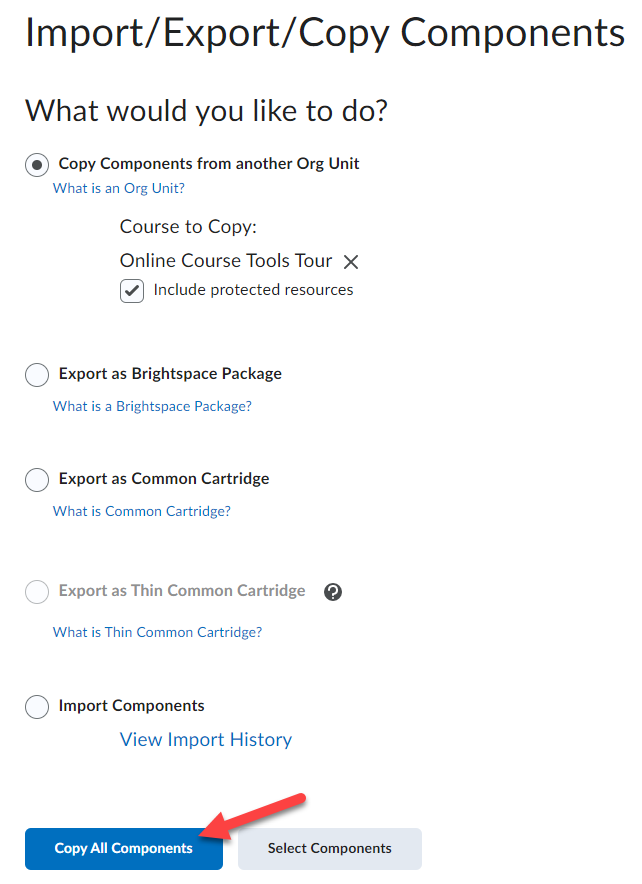 Import/Export/Copy Components
What would you like to do?
Copy Components from another Org Unit
What is an Org Unit?
Course to Copy:
Online Course Tools Tour
Include protected resources
Export as Brightspace Package
What is a Brightspace Package?
Export as Common Cartridge
What is Common Cartridge?
Export as Thin Common Cartridge ?
What is Thin Common Cartridge?
Import Components
View Import History
Copy All Components Select Components